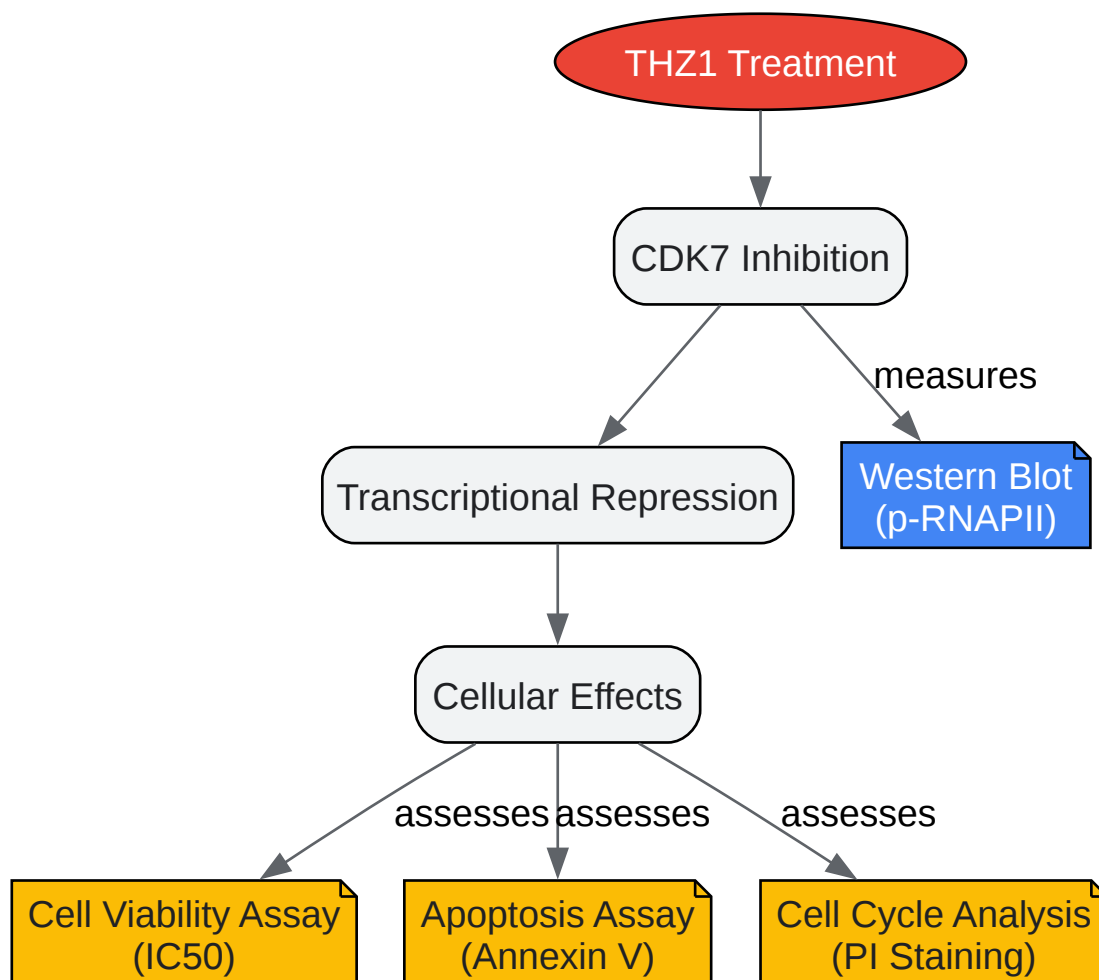 THZ1 Treatment
CDK7 Inhibition
measures
Transcriptional Repression
Western Blot
(p-RNAPII)
Cellular Effects
assesses
assesses
assesses
Cell Viability Assay
(IC50)
Apoptosis Assay
(Annexin V)
Cell Cycle Analysis
(PI Staining)